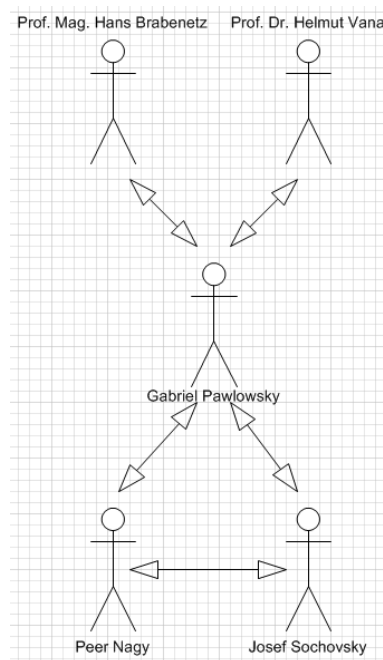 Prof. Mag. Hans Brabenetz
Prof. Dr. Helmut Vana
Gabriel Pawlowsky
Peer Nagy
Josef Sochovsky